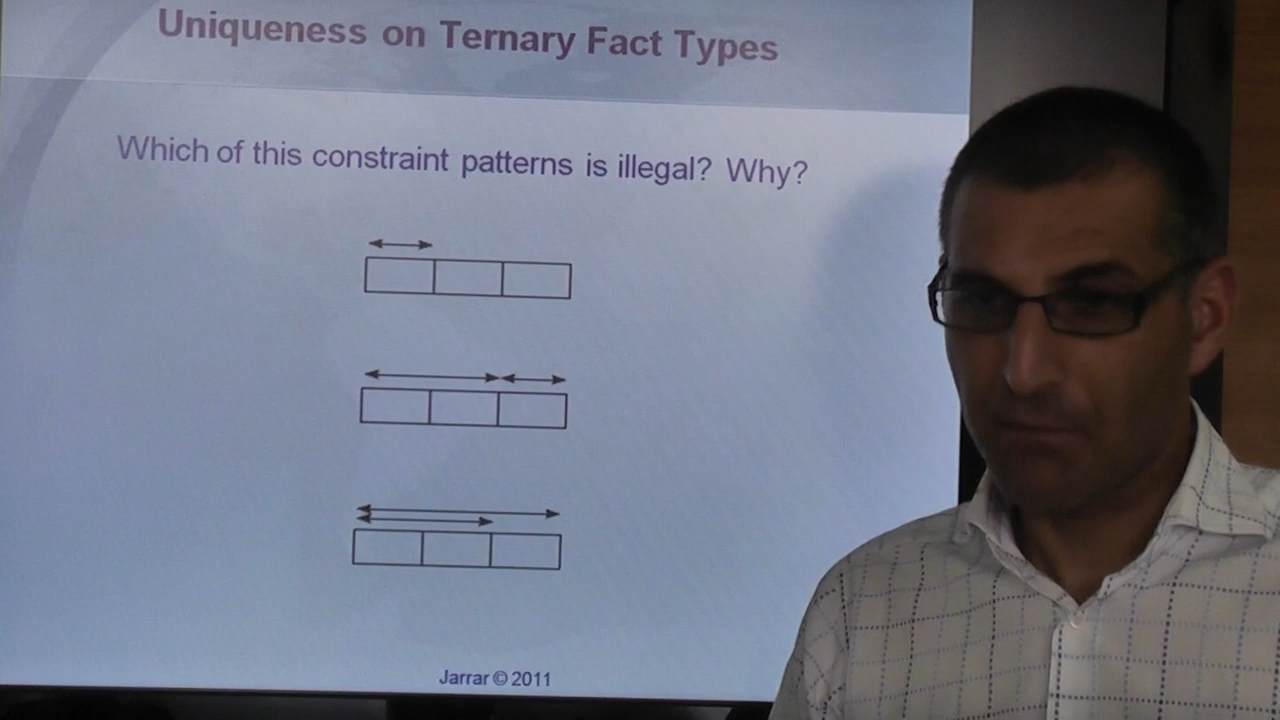 Uniqueness on Ternary Fact Types
Which of this constraint patterns is illegal? Why?
Jarrar © 2011